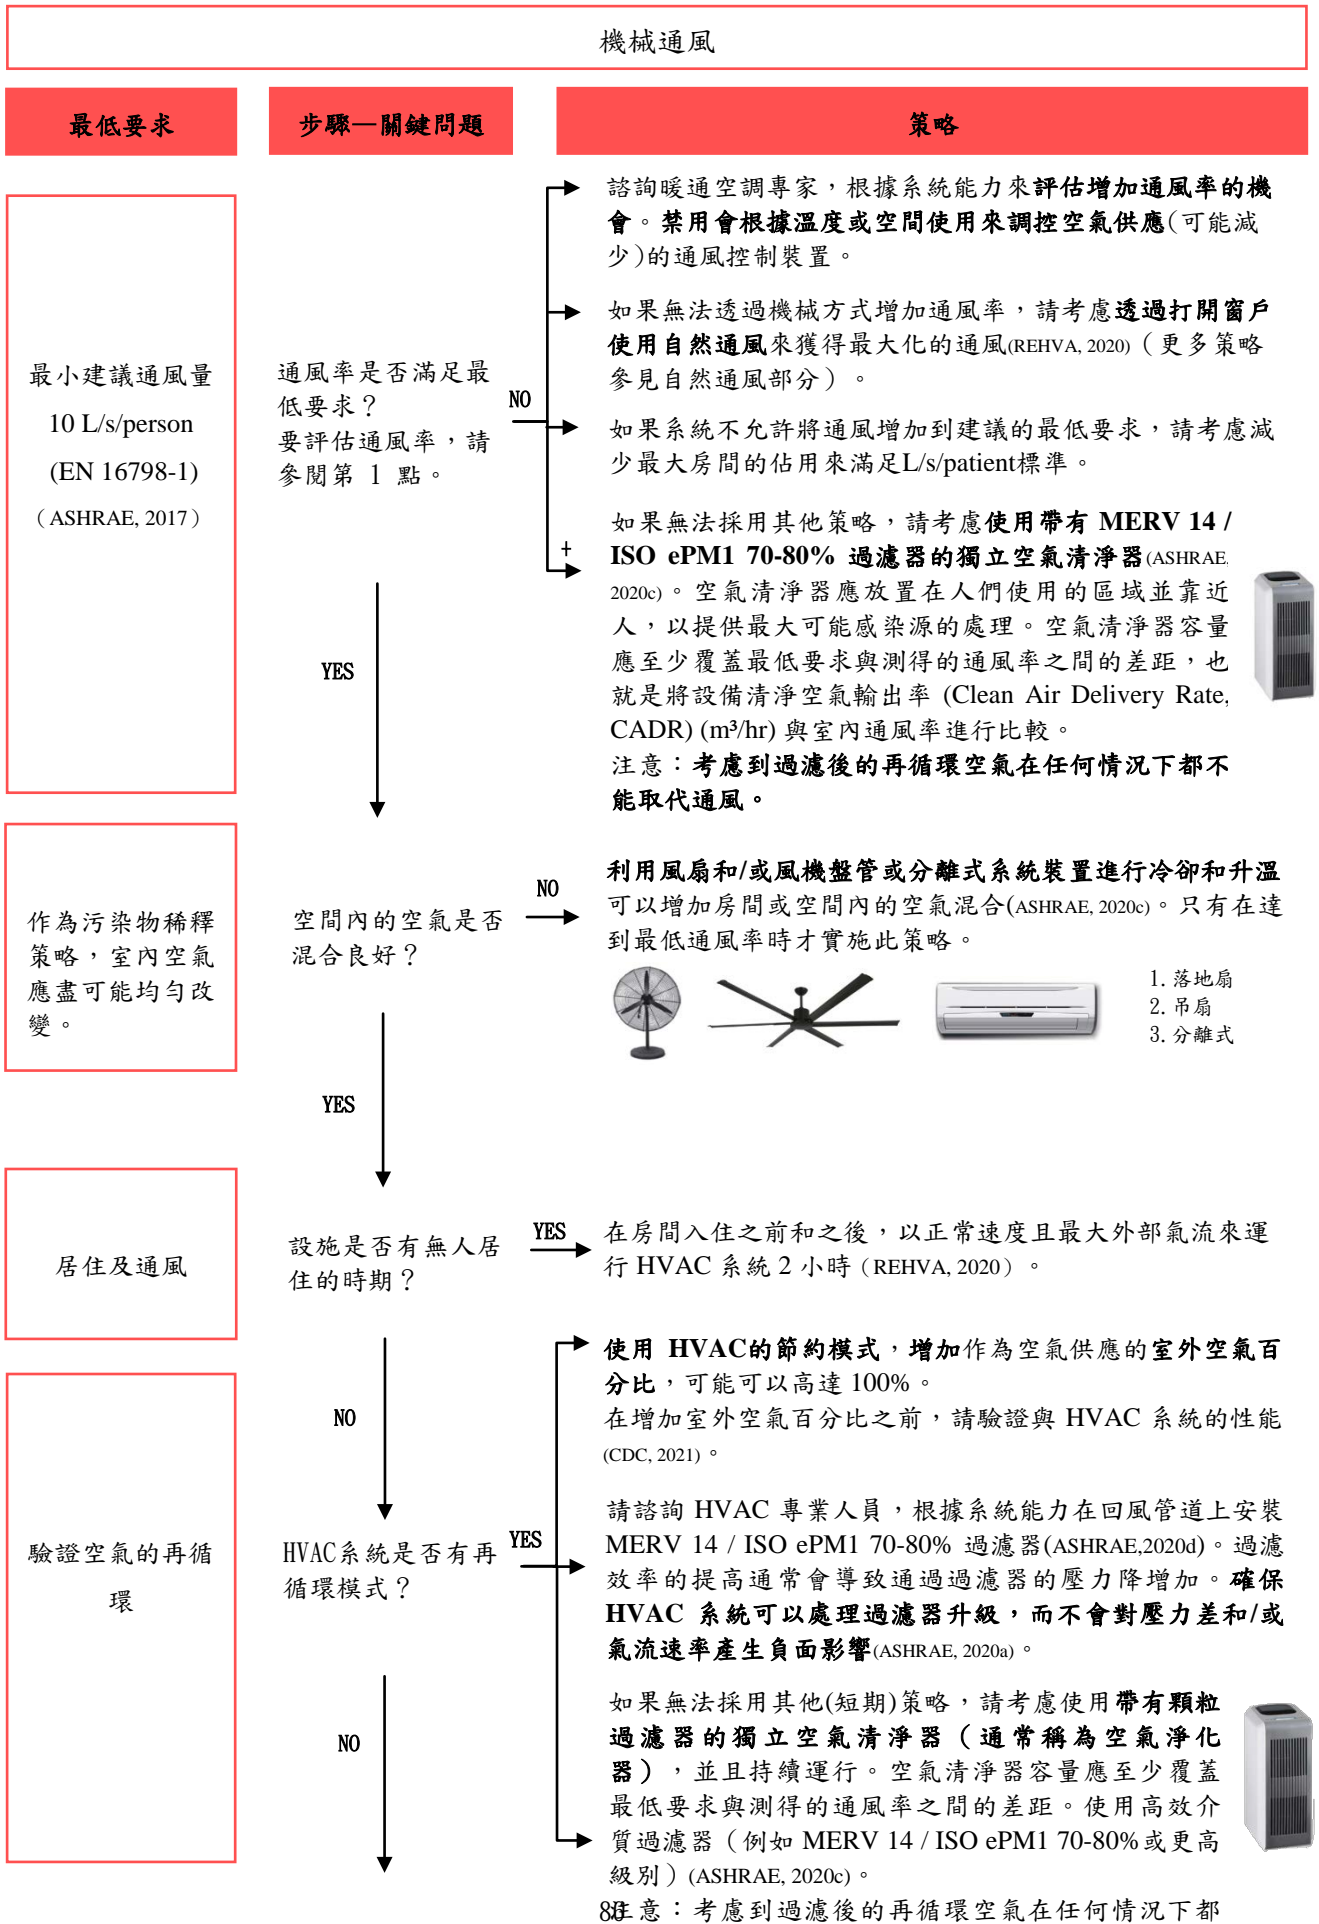 機械通風
最低要求
步驟—關鍵問題
策略
最小建議通風量
10 L/s/person
(EN 16798-1)
（ASHRAE, 2017）
通風率是否滿足最
低要求？
要評估通風率，請
參閱第 1 點。
NO
YES
諮詢暖通空調專家，根據系統能力來評估增加通風率的機
會。禁用會根據溫度或空間使用來調控空氣供應(可能減
少)的通風控制裝置。
如果無法透過機械方式增加通風率，請考慮透過打開窗戶
使用自然通風來獲得最大化的通風(REHVA, 2020)（更多策略
參見自然通風部分）。
如果系統不允許將通風增加到建議的最低要求，請考慮減
少最大房間的佔用來滿足L/s/patient標準。
+
如果無法採用其他策略，請考慮使用帶有 MERV 14 /
ISO ePM1 70-80% 過濾器的獨立空氣清淨器(ASHRAE,
2020c)。空氣清淨器應放置在人們使用的區域並靠近
人，以提供最大可能感染源的處理。空氣清淨器容量
應至少覆蓋最低要求與測得的通風率之間的差距，也
就是將設備清淨空氣輸出率 (Clean Air Delivery Rate,
CADR) (m³/hr) 與室內通風率進行比較。
注意：考慮到過濾後的再循環空氣在任何情況下都不
能取代通風。
作為污染物稀釋
策略，室內空氣
應盡可能均勻改
變。
空間內的空氣是否
混合良好？
NO
YES
利用風扇和/或風機盤管或分離式系統裝置進行冷卻和升溫
可以增加房間或空間內的空氣混合(ASHRAE, 2020c)。只有在達
到最低通風率時才實施此策略。
1. 落地扇
2. 吊扇
3. 分離式
居住及通風
設施是否有無人居
住的時期？
YES
NO
在房間入住之前和之後，以正常速度且最大外部氣流來運
行 HVAC 系統 2 小時（REHVA, 2020）。
驗證空氣的再循
環
HVAC系統是否有再
循環模式？
YES
NO
使用 HVAC的節約模式，增加作為空氣供應的室外空氣百
分比，可能可以高達 100%。
在增加室外空氣百分比之前，請驗證與 HVAC 系統的性能
(CDC, 2021)。
請諮詢 HVAC 專業人員，根據系統能力在回風管道上安裝
MERV 14 / ISO ePM1 70-80% 過濾器(ASHRAE,2020d)。過濾
效率的提高通常會導致通過過濾器的壓力降增加。確保
HVAC 系統可以處理過濾器升級，而不會對壓力差和/或
氣流速率產生負面影響(ASHRAE, 2020a)。
如果無法採用其他(短期)策略，請考慮使用帶有顆粒
過濾器的獨立空氣清淨器（通常稱為空氣淨化
器），並且持續運行。空氣清淨器容量應至少覆蓋
最低要求與測得的通風率之間的差距。使用高效介
質過濾器（例如 MERV 14 / ISO ePM1 70-80%或更高
級別）(ASHRAE, 2020c)。
意：考慮到過濾後的再循環空氣在任何情況下都